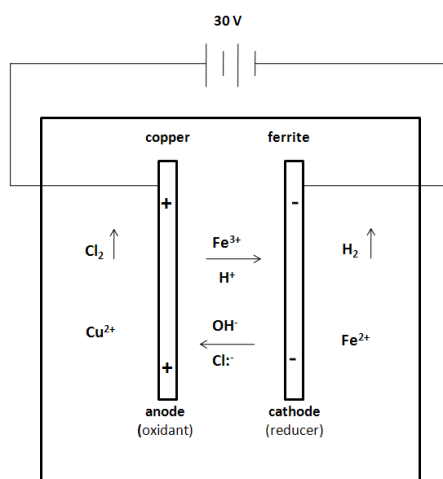 30 V
copper ferrite
+ -
Cl₂ Fe³⁺ H₂
H⁺
Cu²⁺ OH⁻ Fe²⁺
Cl:⁻
+ -
anode cathode
(oxidant) (reducer)